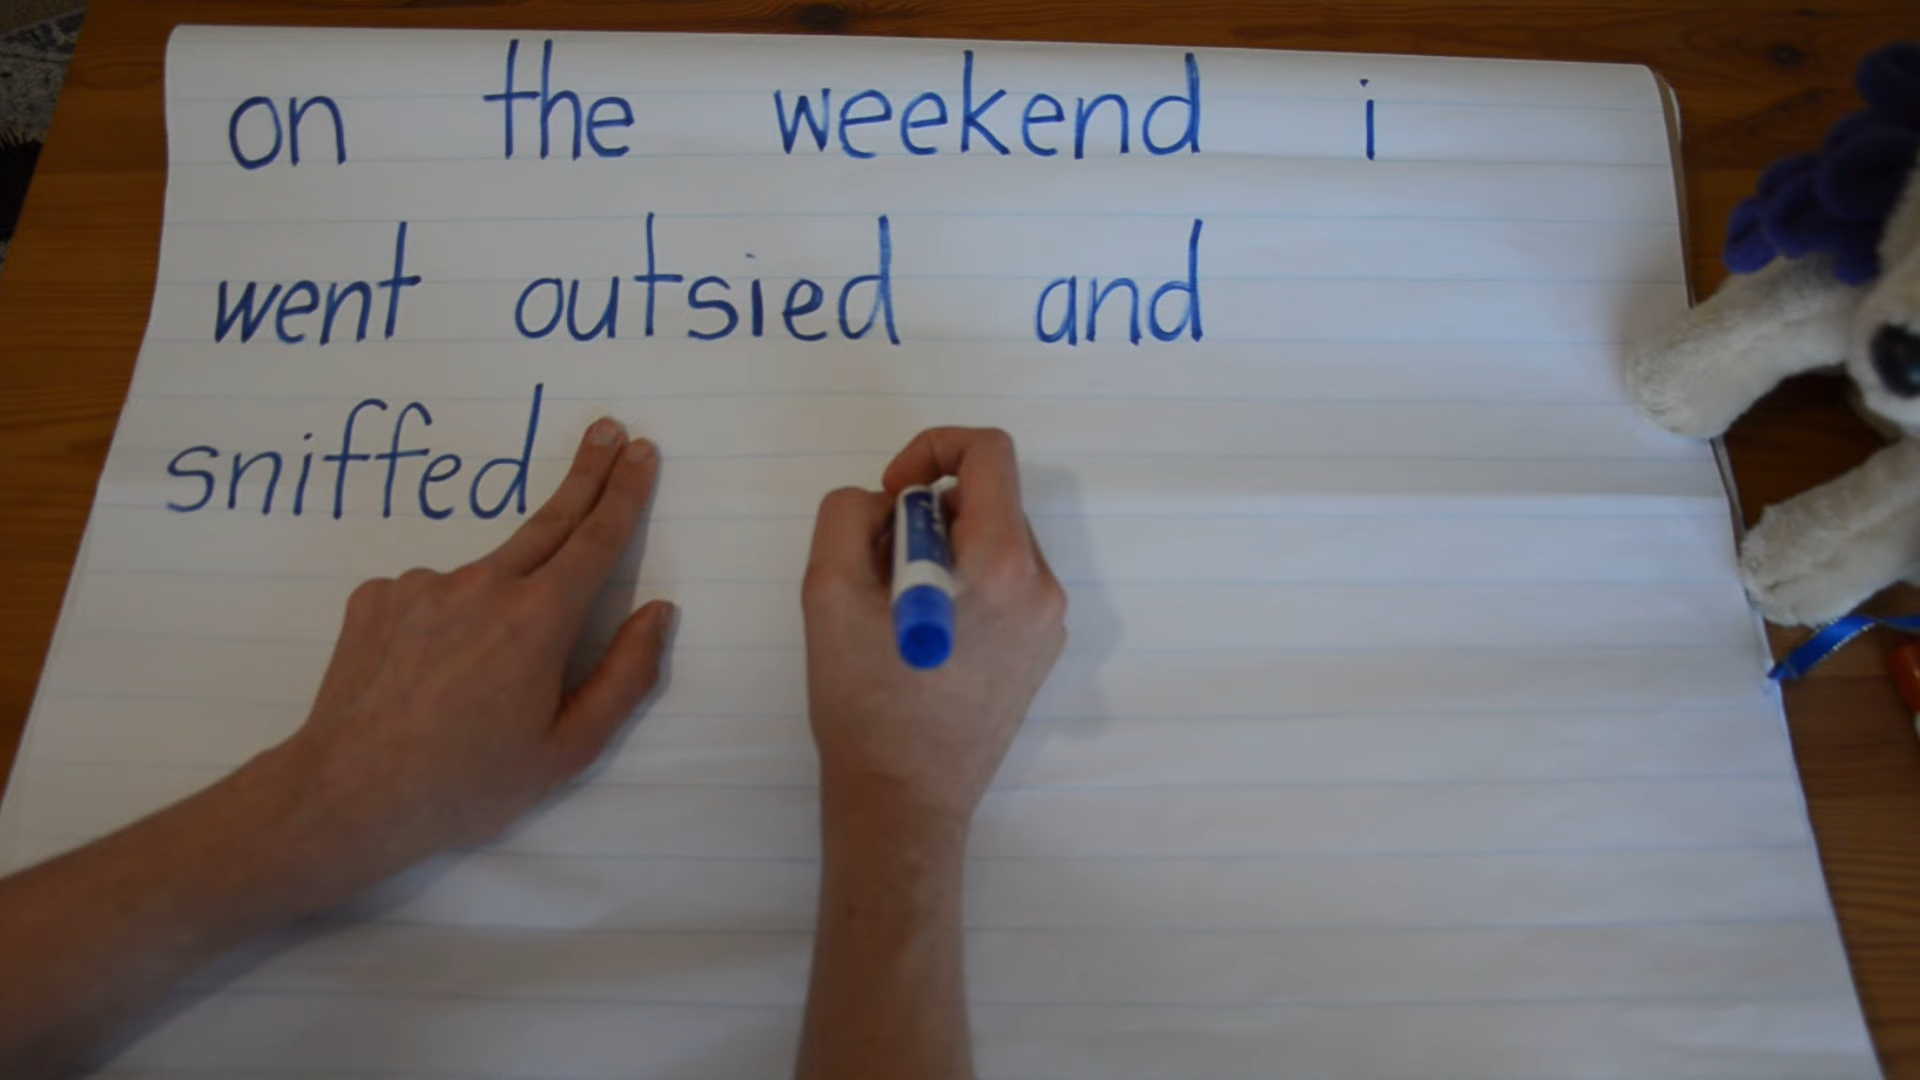 on the weekend i
went outsied and
sniffed